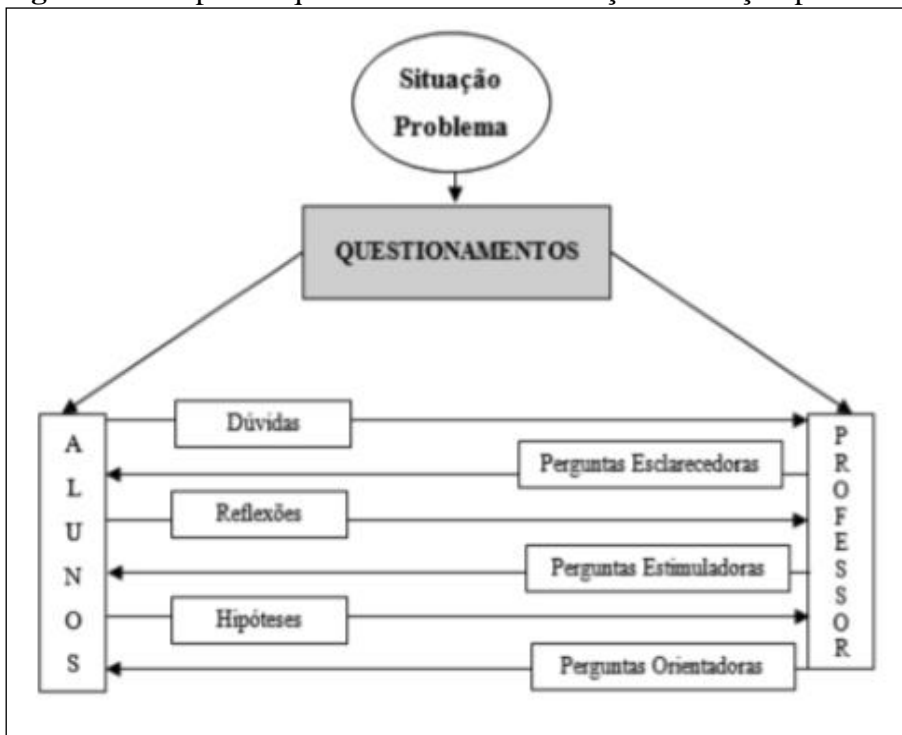 Situação
Problema
QUESTIONAMENTOS
ALUNOS
PROFESSOR
Dúvidas
Perguntas Esclarecedoras
Reflexões
Perguntas Estimuladoras
Hipóteses
Perguntas Orientadoras